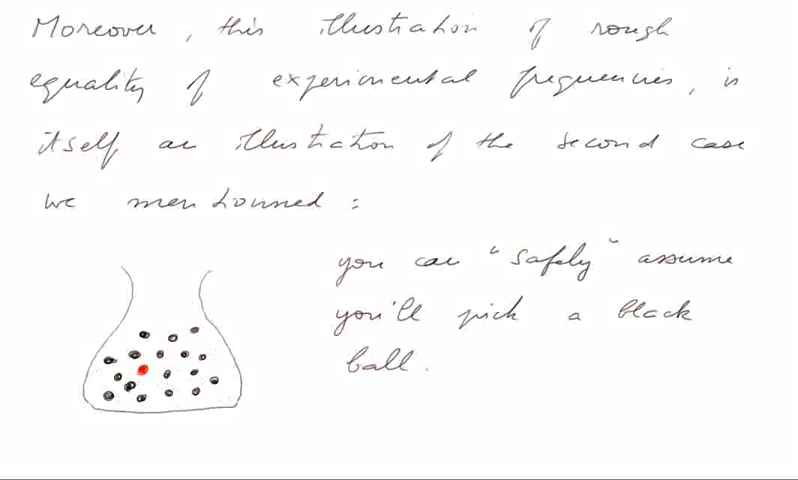 Moreover, this illustration of rough
equality of experimental frequencies, is
itself an illustration of the second case
we mentionned :
you can "safely" assume
you'll pick a black
ball.